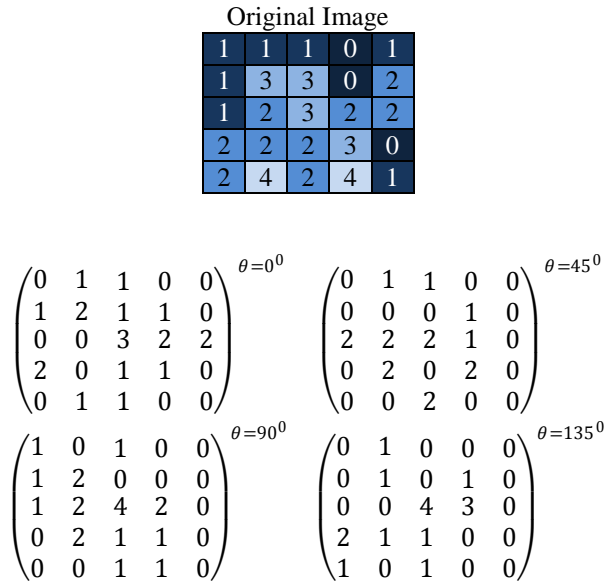 Original Image
1 1 1 0 1
1 3 3 0 2
1 2 3 2 2
2 2 2 3 0
2 4 2 4 1
θ=0⁰
0 1 1 0 0
1 2 1 1 0
0 0 3 2 2
2 0 1 1 0
0 1 1 0 0
θ=45⁰
0 1 1 0 0
0 0 0 1 0
2 2 2 1 0
0 2 0 2 0
0 0 2 0 0
θ=90⁰
1 0 1 0 0
1 2 0 0 0
1 2 4 2 0
0 2 1 1 0
0 0 1 1 0
θ=135⁰
0 1 0 0 0
0 1 0 1 0
0 0 4 3 0
2 1 1 0 0
1 0 1 0 0